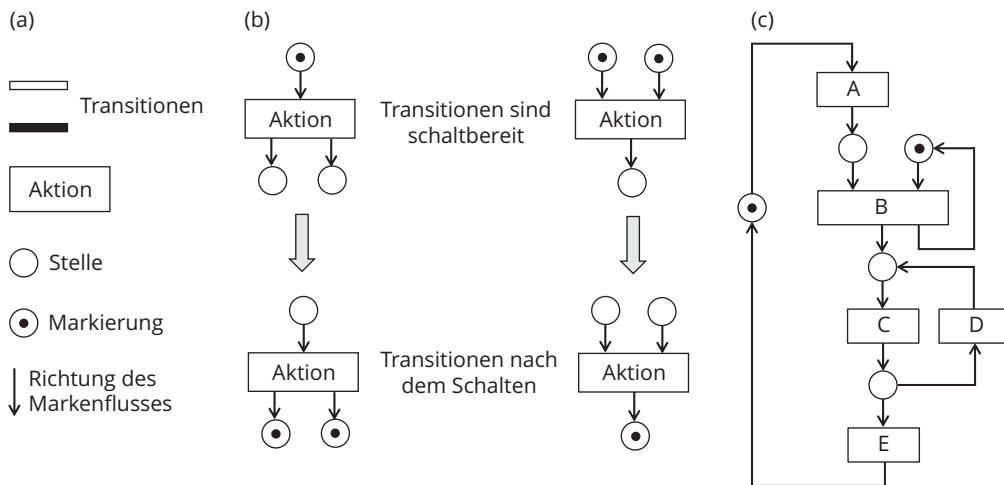 (a)
Transitionen
Aktion
Stelle
Markierung
Richtung des
Markenflusses
(b)
Aktion
Transitionen sind
schaltbereit
Aktion
Aktion
Transitionen nach
dem Schalten
Aktion
(c)
A
B
C
D
E